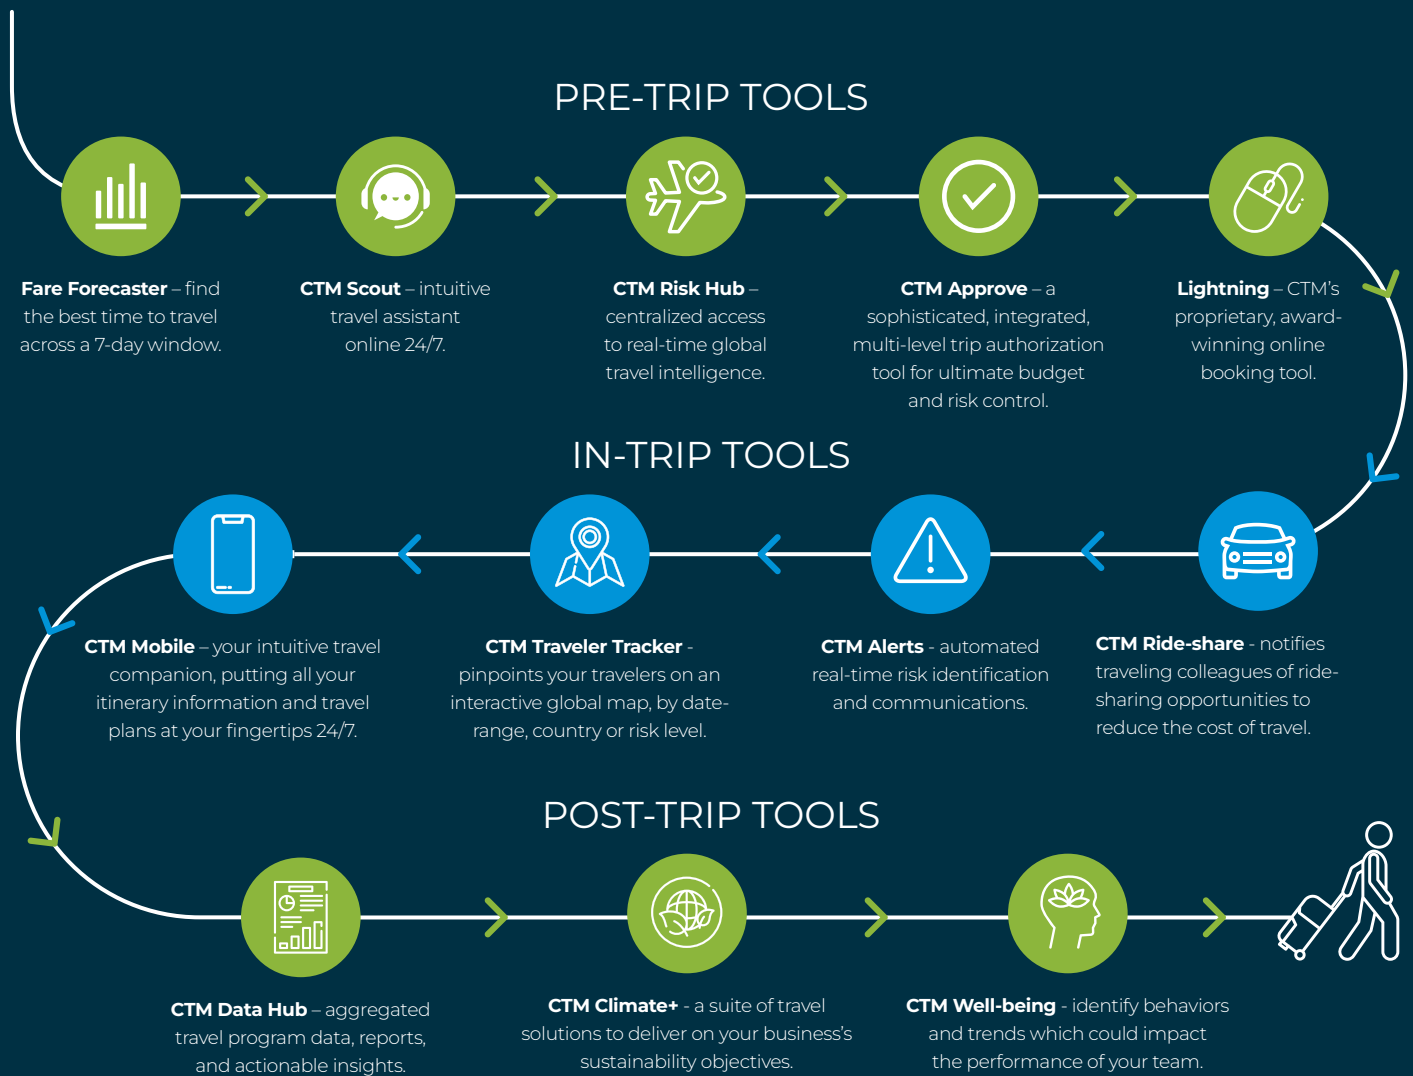 PRE-TRIP TOOLS
Fare Forecaster – find
the best time to travel
across a 7-day window.
CTM Scout – intuitive
travel assistant
online 24/7.
CTM Risk Hub –
centralized access
to real-time global
travel intelligence.
CTM Approve – a
sophisticated, integrated,
multi-level trip authorization
tool for ultimate budget
and risk control.
Lightning – CTM's
proprietary, award-
winning online
booking tool.
IN-TRIP TOOLS
CTM Mobile – your intuitive travel
companion, putting all your
itinerary information and travel
plans at your fingertips 24/7.
CTM Traveler Tracker -
pinpoints your travelers on an
interactive global map, by date-
range, country or risk level.
CTM Alerts - automated
real-time risk identification
and communications.
CTM Ride-share - notifies
traveling colleagues of ride-
sharing opportunities to
reduce the cost of travel.
POST-TRIP TOOLS
CTM Data Hub – aggregated
travel program data, reports,
and actionable insights.
CTM Climate+ - a suite of travel
solutions to deliver on your business's
sustainability objectives.
CTM Well-being - identify behaviors
and trends which could impact
the performance of your team.